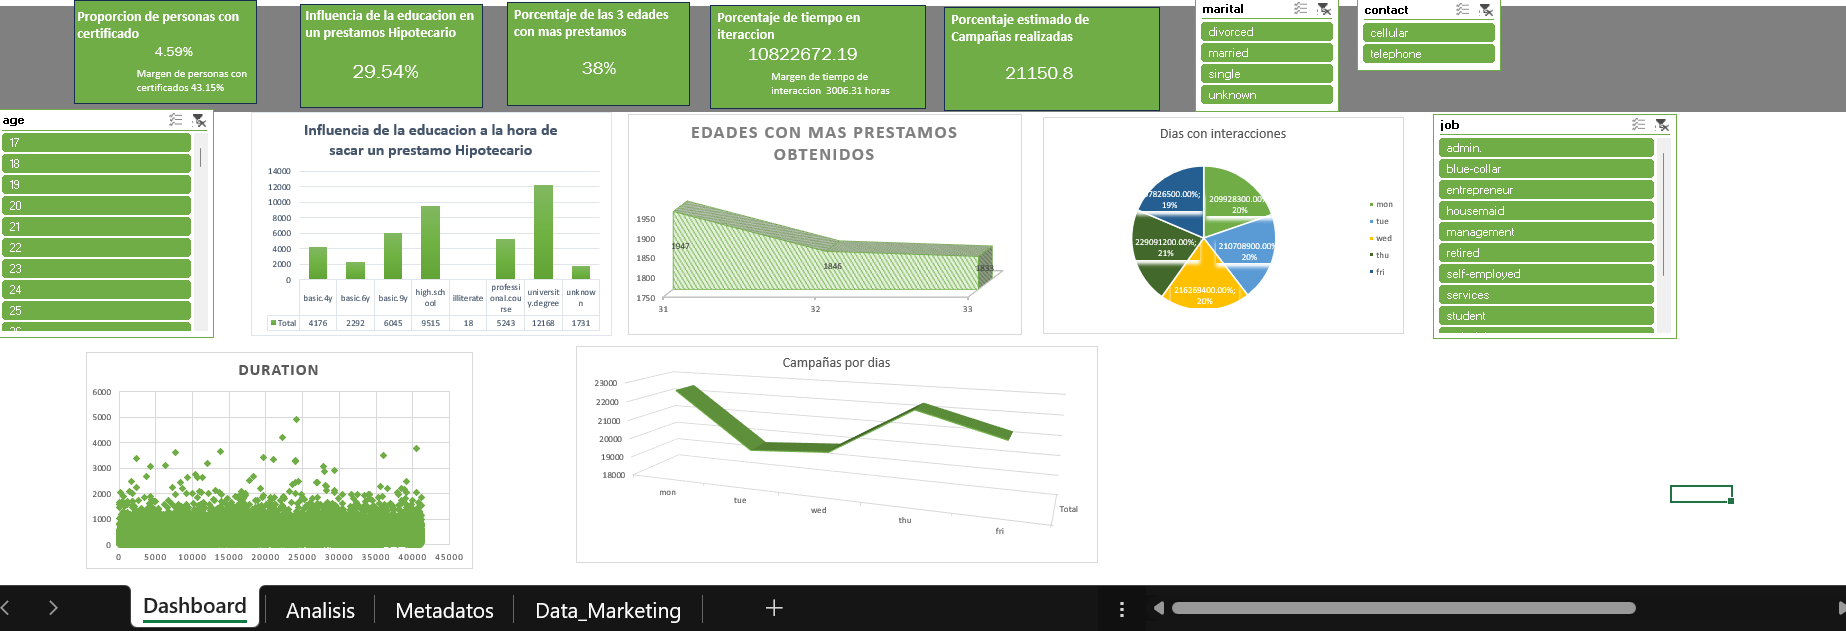 Proporcion de personas con
certificado
4.59%
Margen de personas con
certificados 43.15%
Influencia de la educacion en
un prestamos Hipotecario
29.54%
Porcentaje de las 3 edades
con mas prestamos
38%
Porcentaje de tiempo en
iteraccion
10822672.19
Margen de tiempo de
interaccion 3006.31 horas
Porcentaje estimado de
Campañas realizadas
21150.8
marital
divorced
married
single
unknown
contact
cellular
telephone
age
17
18
19
20
21
22
23
24
25
26
Influencia de la educacion a la hora de
sacar un prestamo Hipotecario
14000
12000
10000
8000
6000
4000
2000
0
basic.4y
basic.6y
basic.9y
high.sch
ool
illiterate
professi
onal.cou
rse
universit
y.degree
unknow
n
Total
4176
2292
6045
9515
18
5243
12168
1731
EDADES CON MAS PRESTAMOS
OBTENIDOS
1950
1900
1850
1800
1750
1947
1846
1833
31
32
33
Dias con interacciones
209928300.00%;
20%
210708900.00%
20%
216269400.00%;
20%
229091200.00%;
21%
7826500.00%;
19%
mon
tue
wed
thu
fri
job
admin.
blue-collar
entrepreneur
housemaid
management
retired
self-employed
services
student
DURATION
6000
5000
4000
3000
2000
1000
0
0
5000
10000
15000
20000
25000
30000
35000
40000
45000
Campañas por dias
23000
22000
21000
20000
19000
18000
mon
tue
wed
thu
fri
Total
Dashboard
Analisis
Metadatos
Data_Marketing